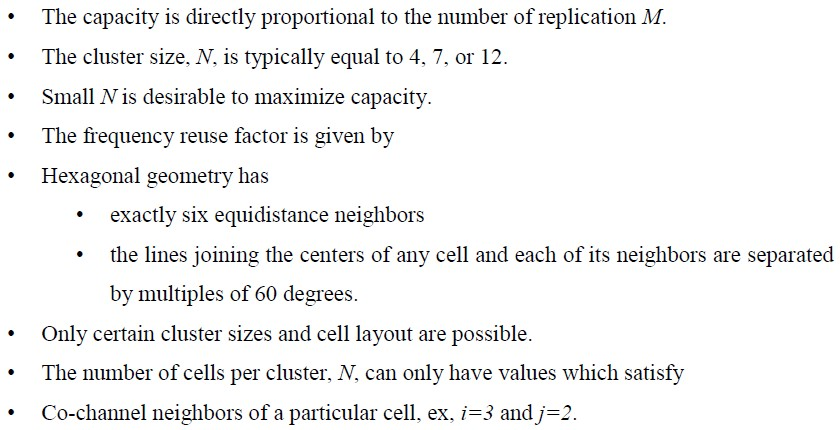 • The capacity is directly proportional to the number of replication M.
• The cluster size, N, is typically equal to 4, 7, or 12.
• Small N is desirable to maximize capacity.
• The frequency reuse factor is given by
• Hexagonal geometry has
• exactly six equidistance neighbors
• the lines joining the centers of any cell and each of its neighbors are separated
by multiples of 60 degrees.
• Only certain cluster sizes and cell layout are possible.
• The number of cells per cluster, N, can only have values which satisfy
• Co-channel neighbors of a particular cell, ex, i=3 and j=2.